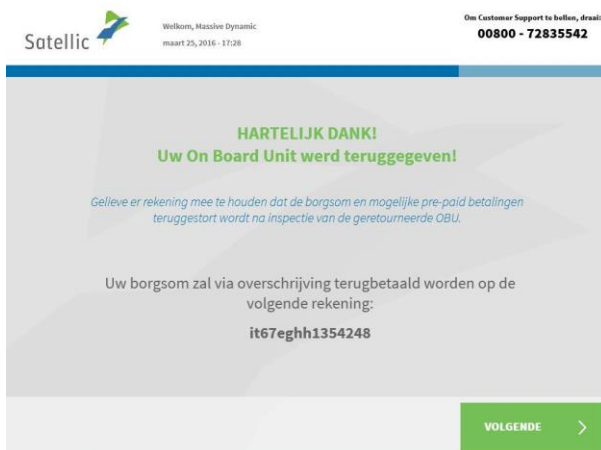 Satellic
Welkom, Massive Dynamic
maart 25, 2016 - 17:28
Om Customer Support te bellen, draai
00800 - 72835542
HARTELIJK DANK!
Uw On Board Unit werd teruggegeven!
Gelieve er rekening mee te houden dat de borgsom en mogelijke pre-paid betalingen
teruggestort wordt na inspectie van de geretourneerde OBU.
Uw borgsom zal via overschrijving terugbetaald worden op de
volgende rekening:
it67eghh1354248
VOLGENDE